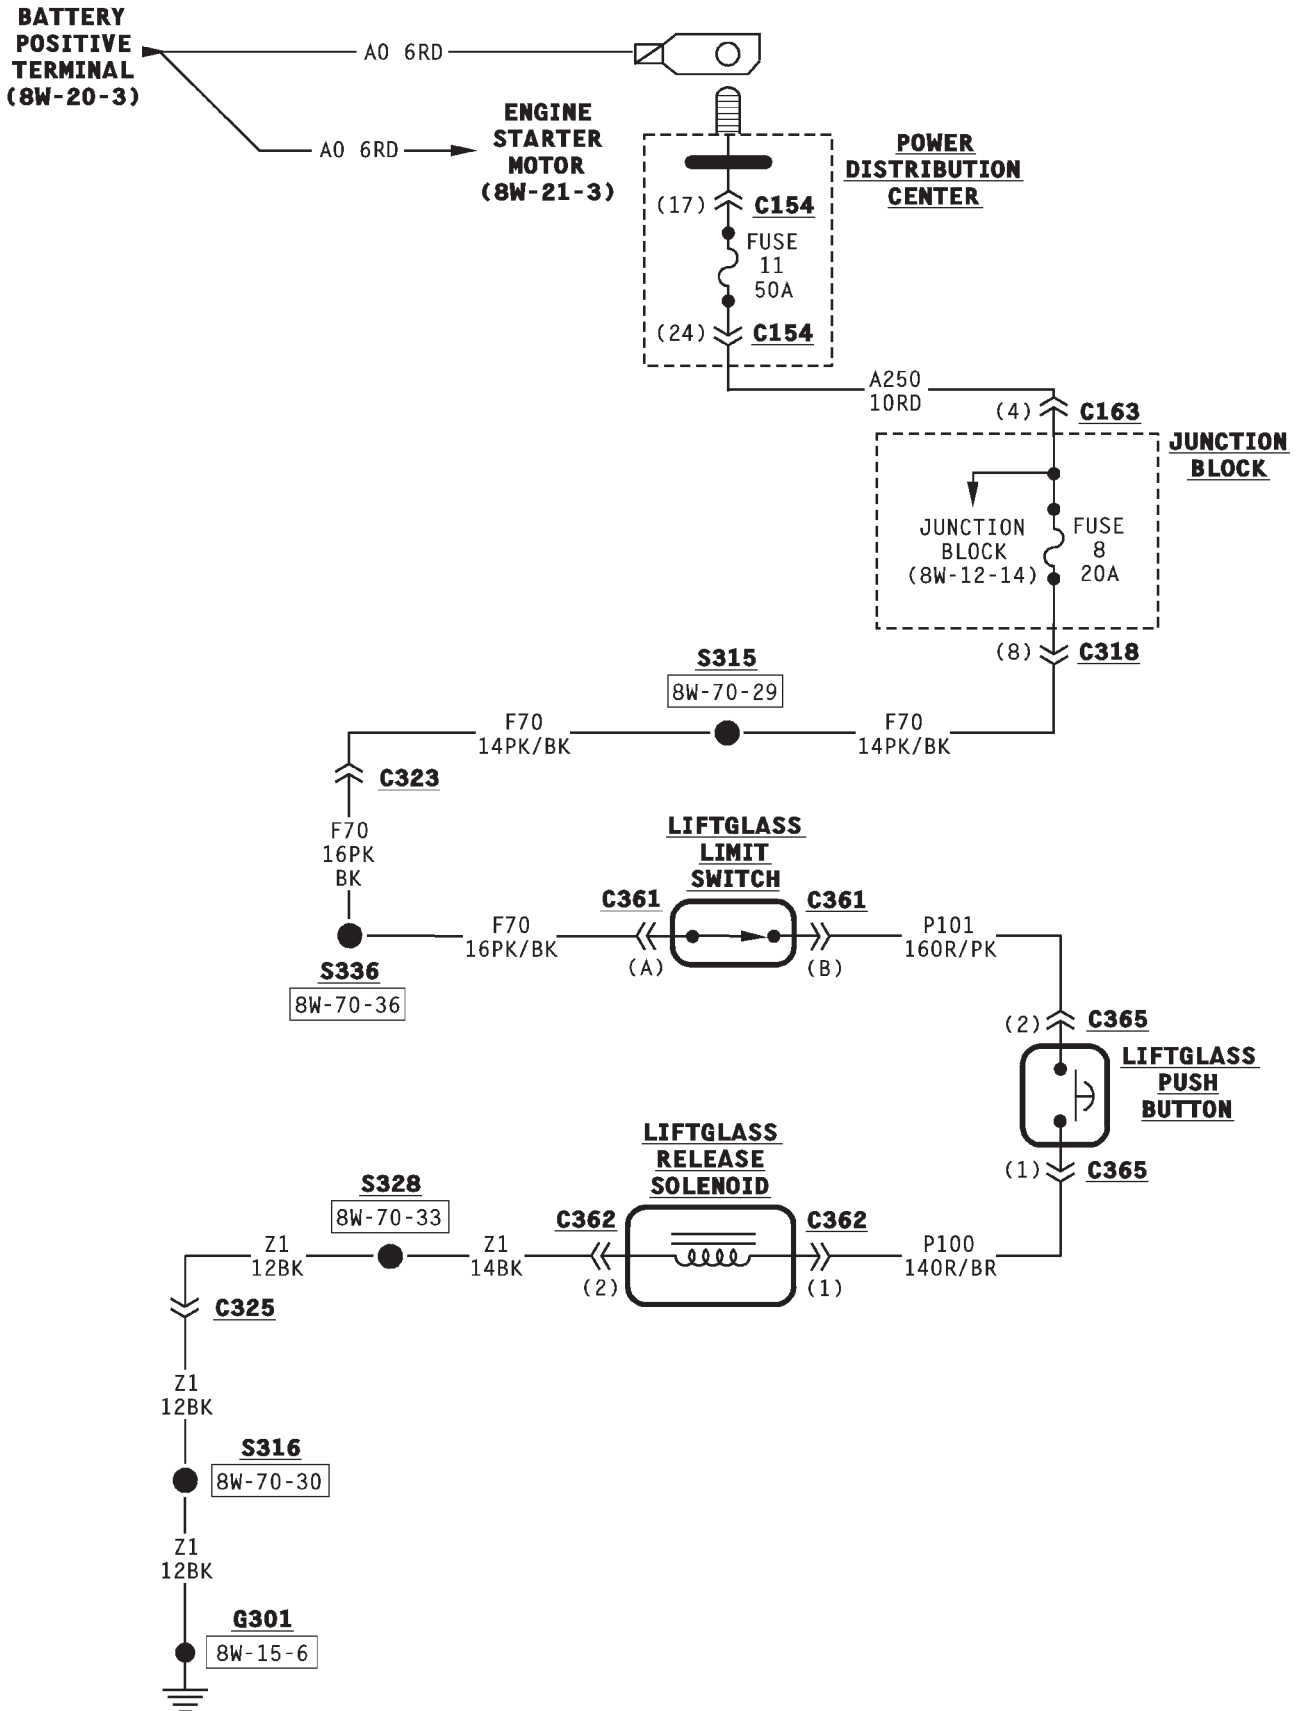 BATTERY
POSITIVE
TERMINAL
(8W-20-3)
A0 6RD
A0 6RD
ENGINE
STARTER
MOTOR
(8W-21-3)
POWER
DISTRIBUTION
CENTER
(17)
C154
FUSE
11
50A
(24)
C154
A250
10RD
(4)
C163
JUNCTION
BLOCK
JUNCTION
BLOCK
(8W-12-14)
FUSE
8
20A
(8)
C318
S315
8W-70-29
F70
14PK/BK
F70
14PK/BK
C323
F70
16PK
BK
LIFTGLASS
LIMIT
SWITCH
C361
C361
F70
16PK/BK
(A)
(B)
P101
16OR/PK
S336
8W-70-36
(2)
C365
LIFTGLASS
PUSH
BUTTON
(1)
C365
LIFTGLASS
RELEASE
SOLENOID
S328
8W-70-33
C362
C362
Z1
12BK
Z1
14BK
(2)
(1)
P100
14OR/BR
C325
Z1
12BK
S316
8W-70-30
Z1
12BK
G301
8W-15-6